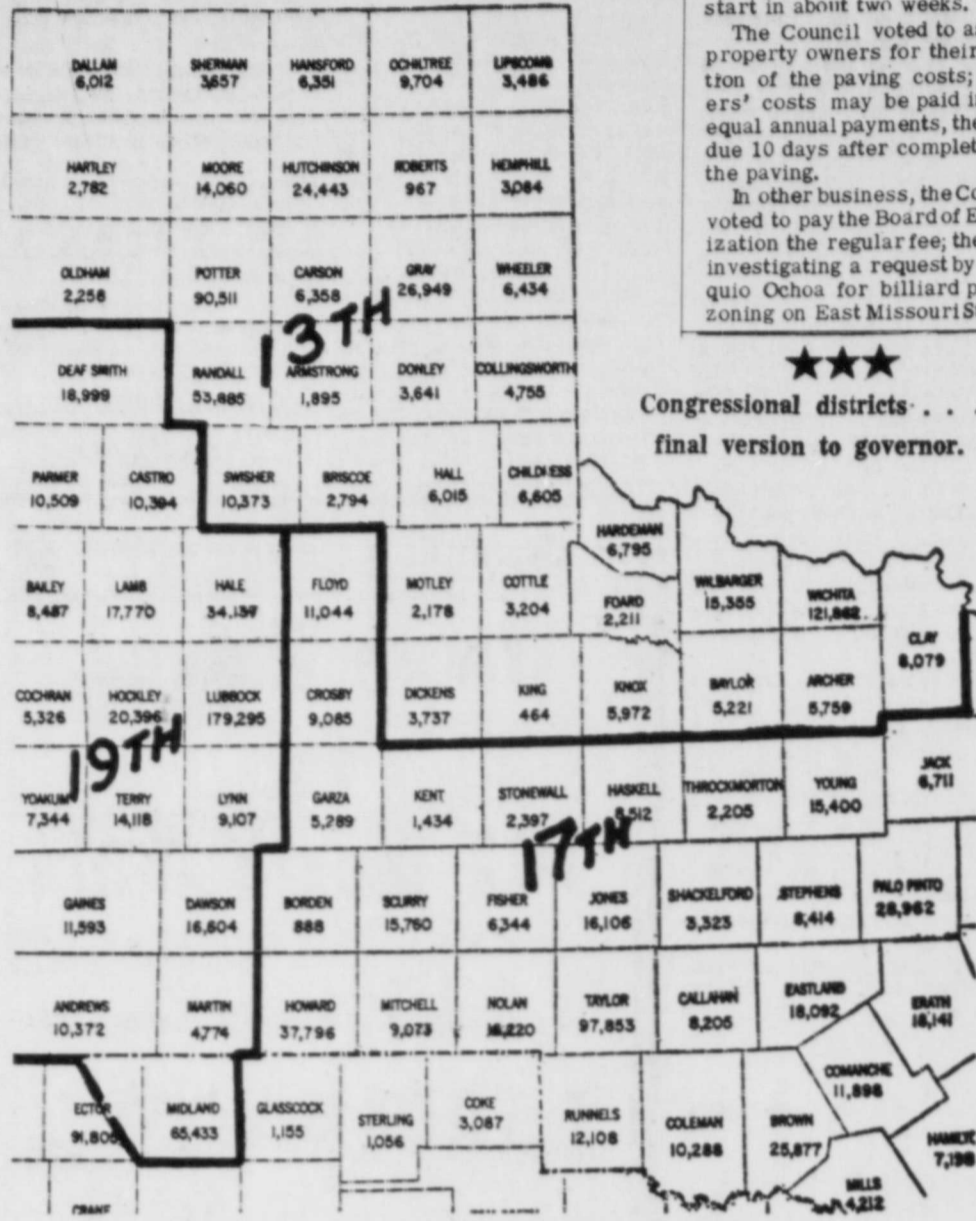 start in about two weeks.
The Council voted to
property owners for their
tion of the paving costs;
ers' costs may be paid
equal annual payments, the
due 10 days after complet
the paving.
In other business, the Co
voted to pay the Board of E
ization the regular fee; the
investigating a request by
quio Ochoa for billiard p
zoning on East Missouri S
★★★
Congressional districts . . .
final version to governor.
DALLAM SHERMAN HANSFORD OCHILTREE LIPSCOMB
6,012 3,657 6,351 9,704 3,486
HARTLEY MOORE HUTCHINSON ROBERTS HEMPHILL
2,782 14,060 24,443 967 3,084
OLDHAM POTTER CARSON GRAY WHEELER
2,258 90,511 6,358 26,949 6,434
13TH
DEAF SMITH RANDALL ARMSTRONG DONLEY COLLINGSWORTH
18,999 53,885 1,895 3,641 4,755
PARMER CASTRO SWISHER BRISCOE HALL CHILDRESS
10,509 10,394 10,373 2,794 6,015 6,605
HARDEMAN
6,795
BAILEY LAMB HALE FLOYD MOTLEY COTTLE FOARD WILBARGER WICHITA
8,487 17,770 34,137 11,044 2,178 3,204 2,211 15,355 121,862
CLAY
8,079
COCHRAN HOCKLEY LUBBOCK CROSBY DICKENS KING KNOX BAYLOR ARCHER
5,326 20,396 179,295 9,085 3,737 464 5,972 5,221 5,759
19TH
YOAKUM TERRY LYNN GARZA KENT STONEWALL HASKELL THROCKMORTON YOUNG JACK
7,344 14,118 9,107 5,289 1,434 2,397 8,512 2,205 15,400 6,711
17TH
GAINES DAWSON BORDEN SCURRY FISHER JONES SHACKELFORD STEPHENS PALO PINTO
11,593 16,604 888 15,760 6,344 16,106 3,323 8,414 28,962
ANDREWS MARTIN HOWARD MITCHELL NOLAN TAYLOR CALLAHAN EASTLAND ERATH
10,372 4,774 37,796 9,073 16,220 97,853 8,205 18,092 18,141
COMANCHE
11,898
ECTOR MIDLAND GLASSCOCK STERLING COKE RUNNELS COLEMAN BROWN HAMILTO
91,805 65,433 1,155 1,056 3,087 12,108 10,288 25,877 7,198
MILLS
4,212
CRANE